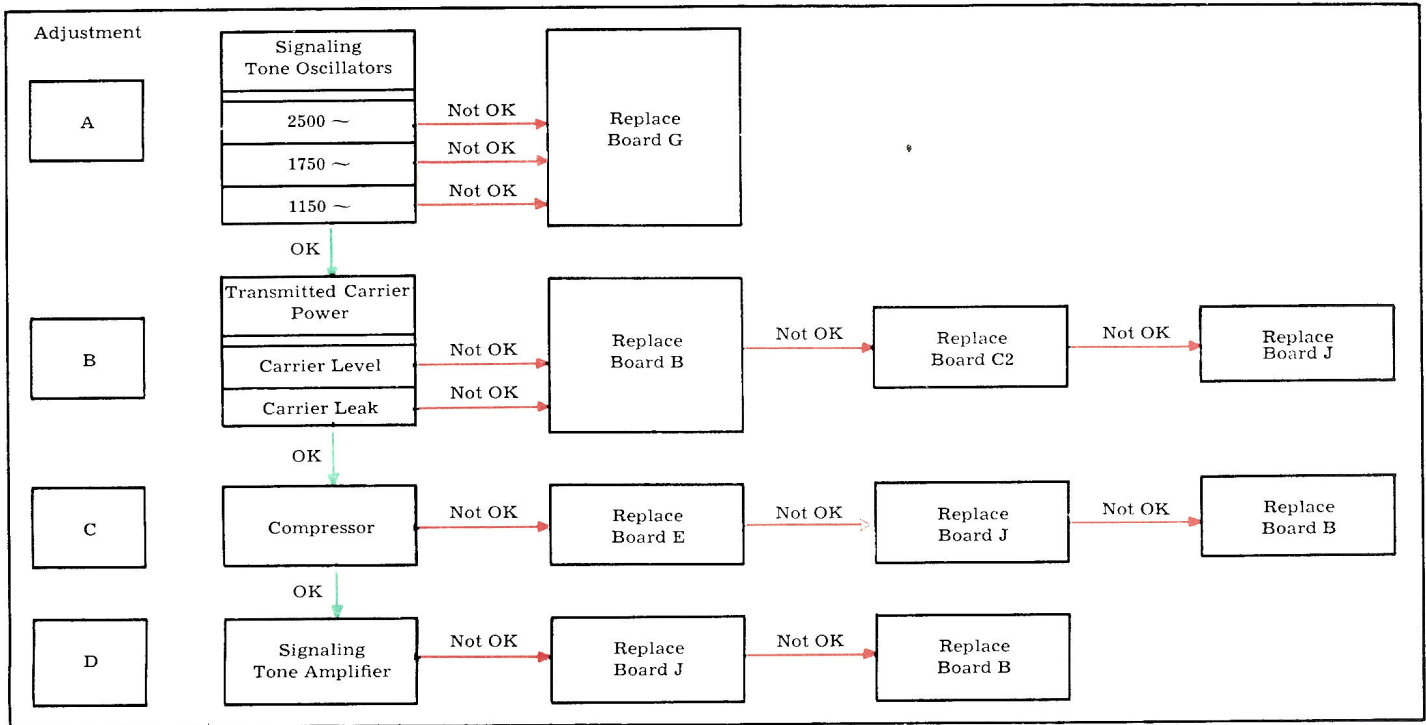 Adjustment
A
Signaling
Tone Oscillators
2500 ~
1750 ~
1150 ~
Not OK
Not OK
Not OK
Replace
Board G
OK
B
Transmitted Carrier
Power
Carrier Level
Carrier Leak
Not OK
Not OK
Replace
Board B
Not OK
Replace
Board C2
Not OK
Replace
Board J
OK
C
Compressor
Not OK
Replace
Board E
Not OK
Replace
Board J
Not OK
Replace
Board B
OK
D
Signaling
Tone Amplifier
Not OK
Replace
Board J
Not OK
Replace
Board B